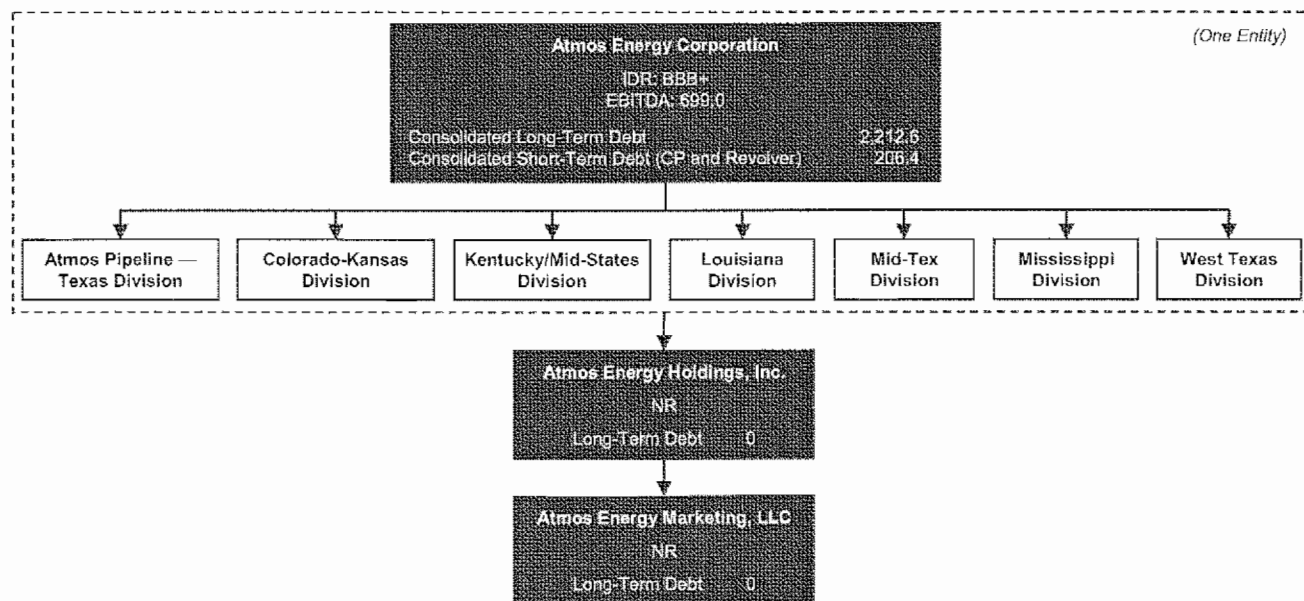 (One Entity)
Atmos Energy Corporation
IDR: BBB+
EBITDA: 699.0
Consolidated Long-Term Debt 2,212.6
Consolidated Short-Term Debt (CP and Revolver) 206.4
Atmos Pipeline —
Texas Division
Colorado-Kansas
Division
Kentucky/Mid-States
Division
Louisiana
Division
Mid-Tex
Division
Mississippi
Division
West Texas
Division
Atmos Energy Holdings, Inc.
NR
Long-Term Debt 0
Atmos Energy Marketing, LLC
NR
Long-Term Debt 0